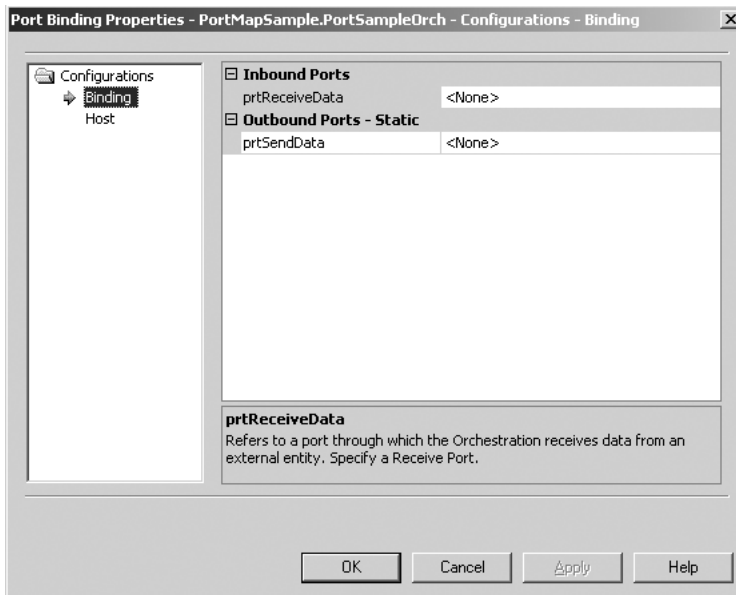 Port Binding Properties - PortMapSample.PortSampleOrch - Configurations - Binding
Configurations
Binding
Host
Inbound Ports
prtReceiveData <None>
Outbound Ports - Static
prtSendData <None>
prtReceiveData
Refers to a port through which the Orchestration receives data from an
external entity. Specify a Receive Port.
OK Cancel Apply Help